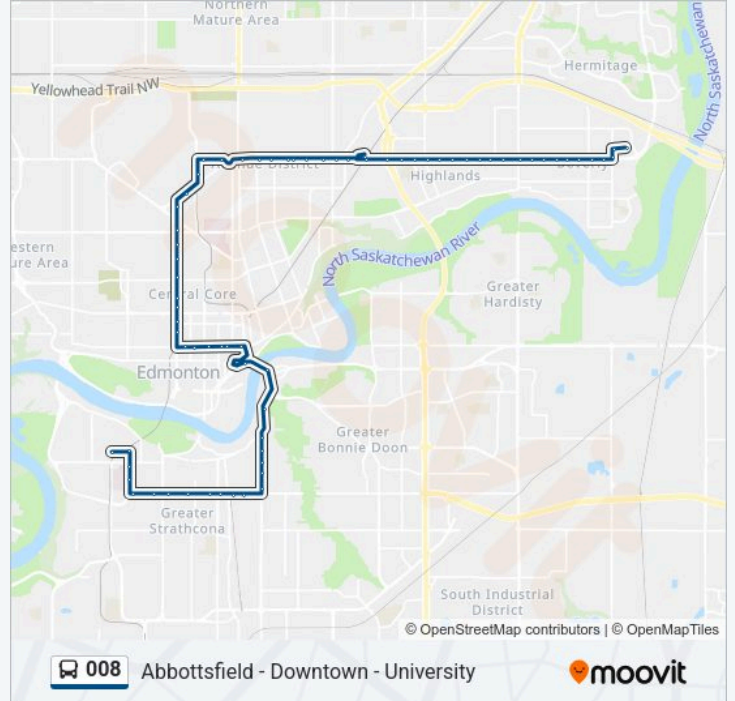 Northern
Mature Area
Hermitage
Yellowhead Trail NW
North Saskatchewan
Highlands
North Saskatchewan River
Central Core
Greater
Hardisty
Edmonton
Greater
Bonnie Doon
Greater
Strathcona
South Industrial
District
© OpenStreetMap contributors | © OpenMapTiles
008 Abbottsfield - Downtown - University
moovit